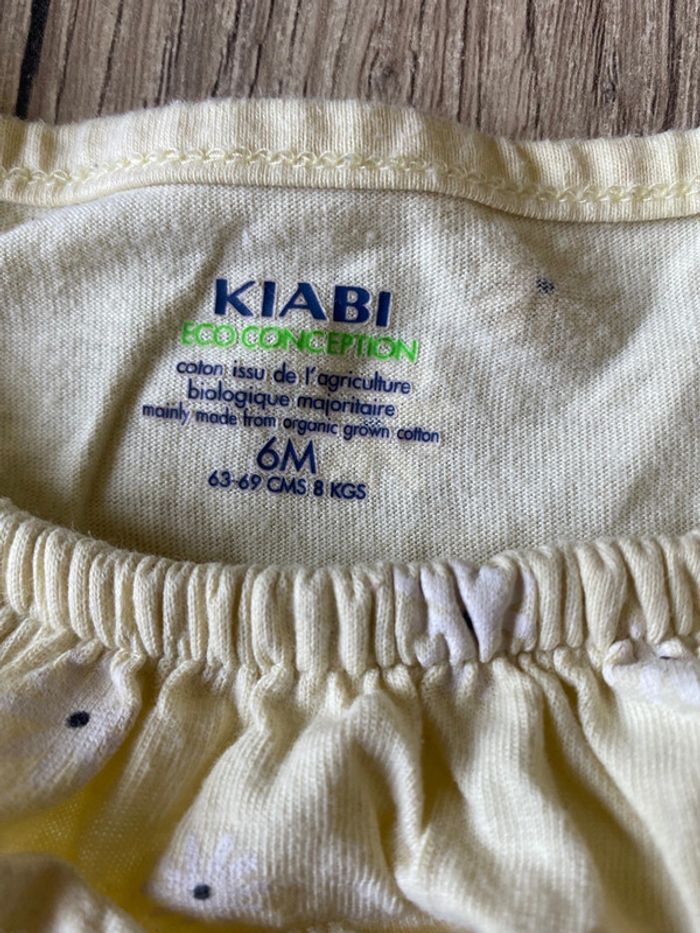 KIABI
ECO CONCEPTION
coton issu de l'agriculture
biologique majoritaire
mainly made from organic grown cotton
6M
63-69 CMS 8 KGS